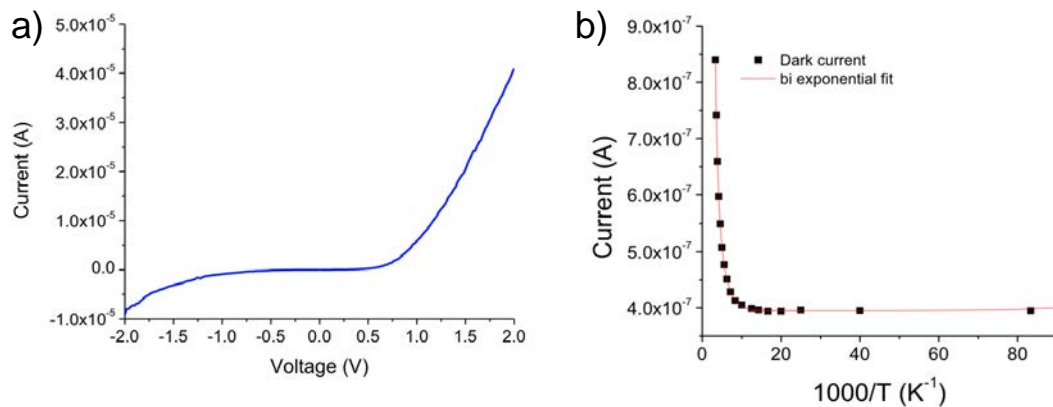 a)
Current (A)
5.0x10⁻⁵
4.0x10⁻⁵
3.0x10⁻⁵
2.0x10⁻⁵
1.0x10⁻⁵
0.0
-1.0x10⁻⁵
-2.0 -1.5 -1.0 -0.5 0.0 0.5 1.0 1.5 2.0
Voltage (V)
b)
Current (A)
9.0x10⁻⁷
8.0x10⁻⁷
7.0x10⁻⁷
6.0x10⁻⁷
5.0x10⁻⁷
4.0x10⁻⁷
Dark current
bi exponential fit
0 20 40 60 80
1000/T (K⁻¹)